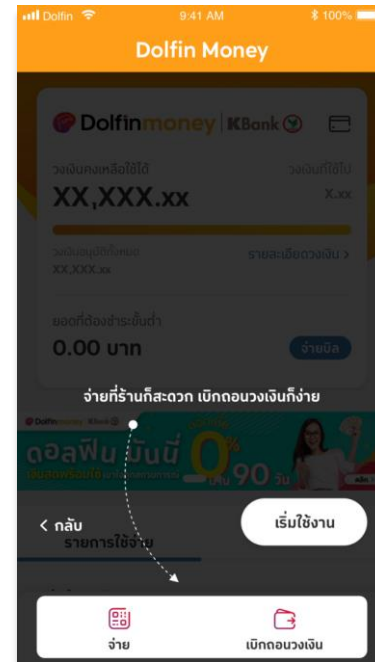 Dolfin 9:41 AM 100%
Dolfin Money
Dolfinmoney KBank
วงเงินคงเหลือใช้ได้ วงเงินที่ใช้ไป
XX,XXX.xx X.xx
วงเงินอนุมัติทั้งหมด รายละเอียดวงเงิน >
XX,XXX.xx
ยอดที่ต้องชำระขั้นต่ำ
0.00 บาท จ่ายบิล
จ่ายที่ร้านก็สะดวก เบิกถอนวงเงินก็ง่าย
Dolfinmoney KBank
ดอลฟิน มันนี่ 0%
90 วัน
< กลับ เริ่มใช้งาน
รายการใช้จ่าย
จ่าย เบิกถอนวงเงิน